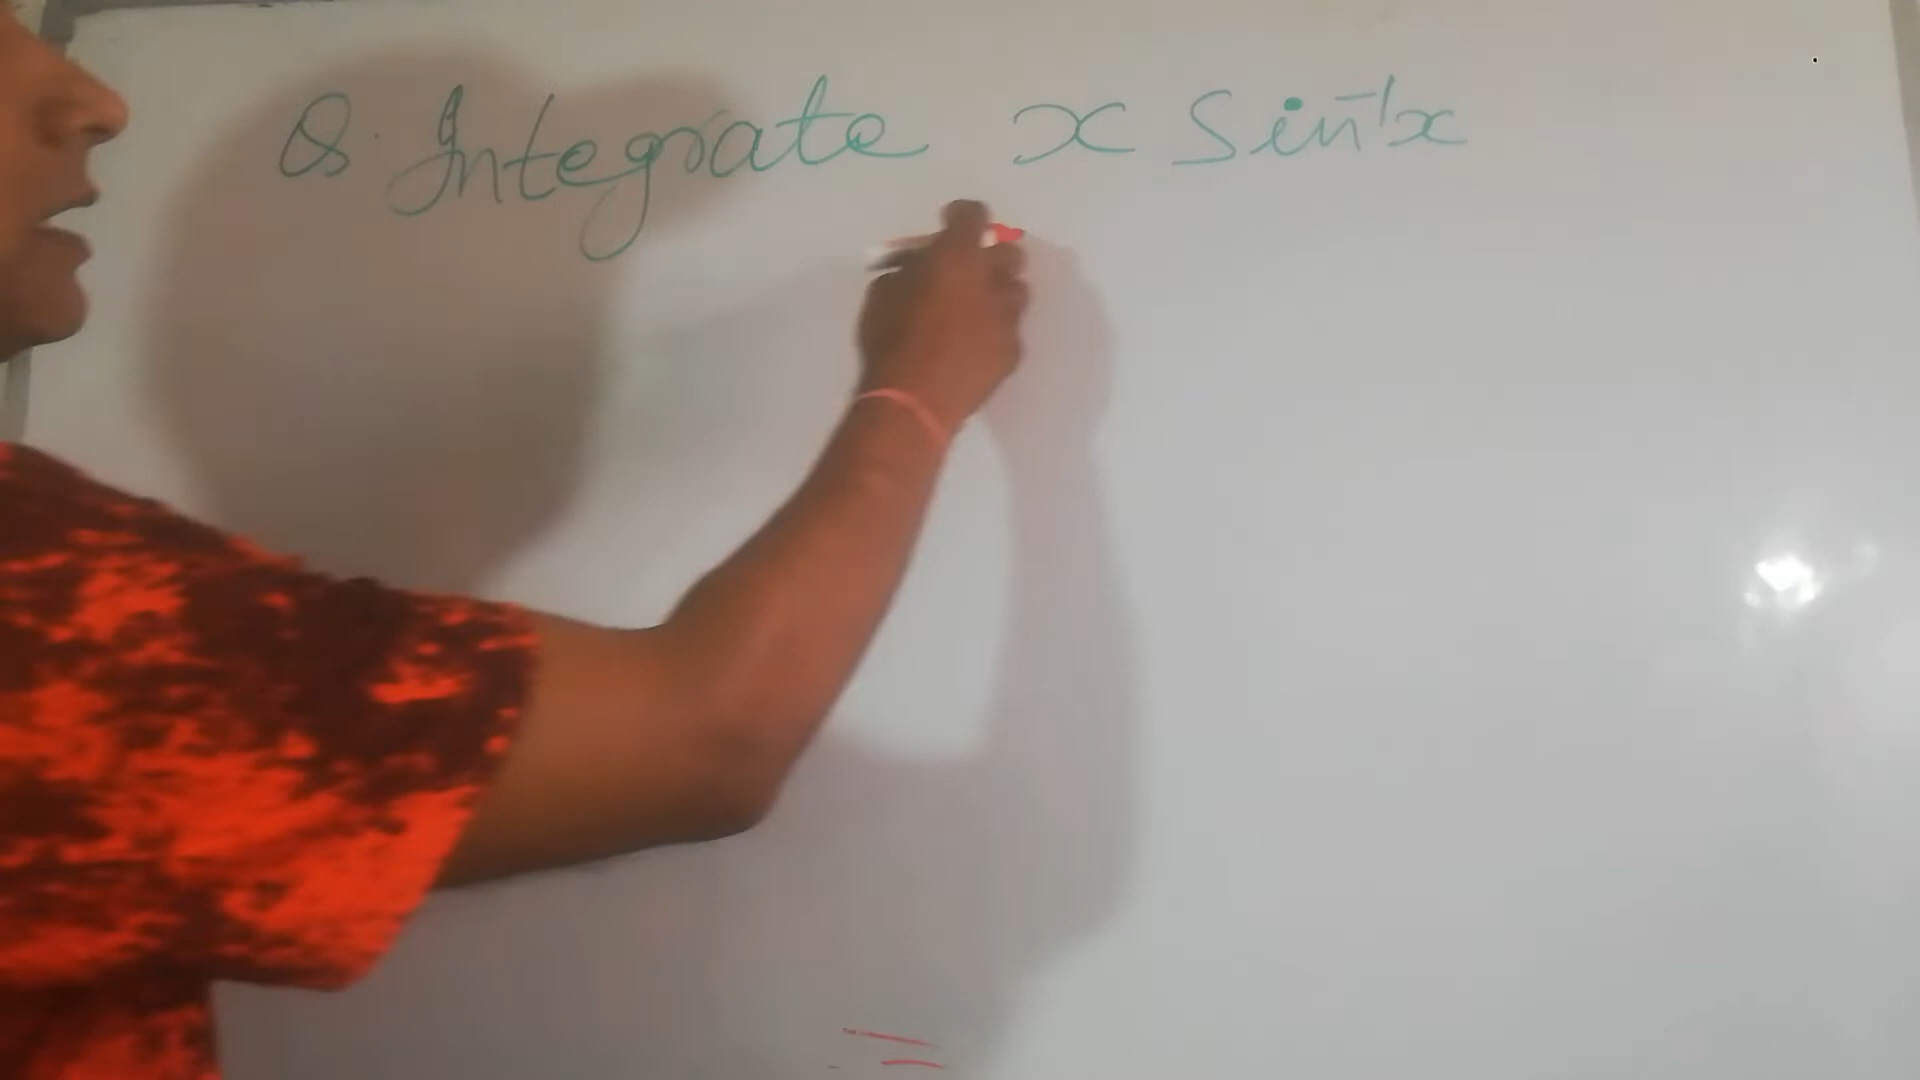 Q. Integrate x Sin⁻¹x